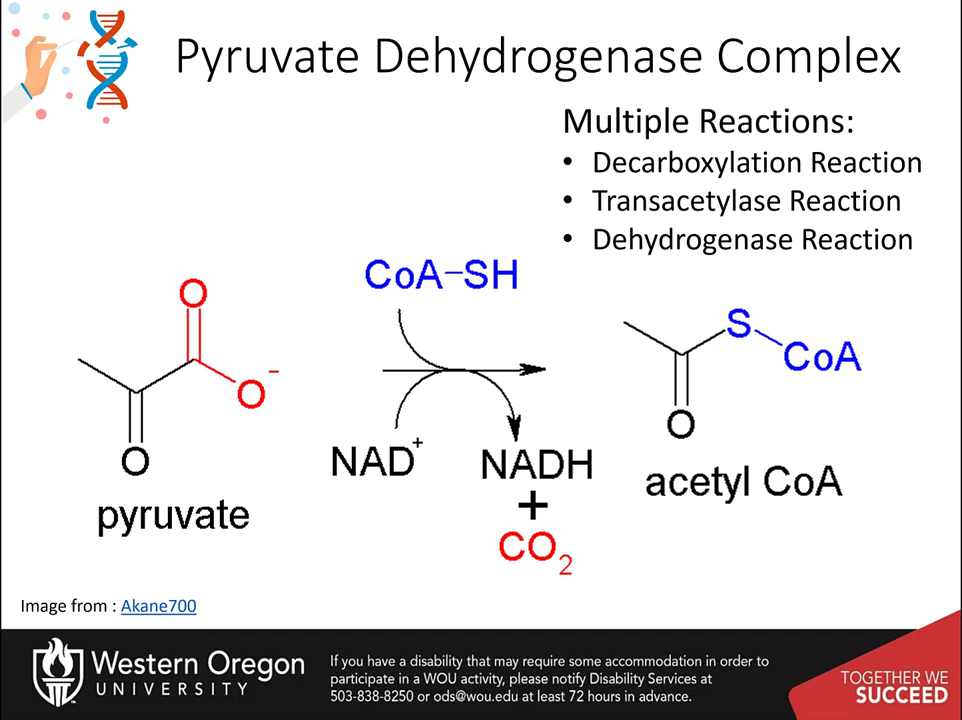 Pyruvate Dehydrogenase Complex
Multiple Reactions:
• Decarboxylation Reaction
• Transacetylase Reaction
• Dehydrogenase Reaction
CoA–SH
O
O⁻
O
pyruvate
NAD⁺
NADH
+
CO₂
S
CoA
O
acetyl CoA
Image from : Akane700
Western Oregon
UNIVERSITY
If you have a disability that may require some accommodation in order to
participate in a WOU activity, please notify Disability Services at
503-838-8250 or ods@wou.edu at least 72 hours in advance.
TOGETHER WE
SUCCEED